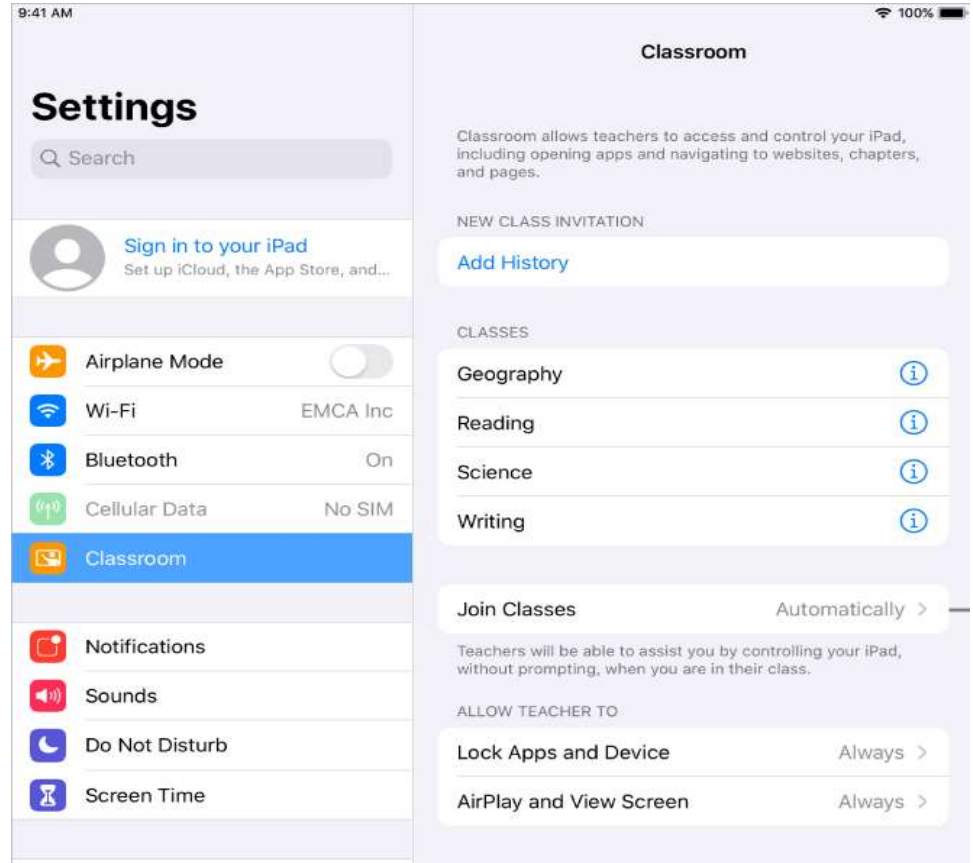 9:41 AM
100%
Settings
Search
Sign in to your iPad
Set up iCloud, the App Store, and...
Airplane Mode
Wi-Fi
EMCA Inc
Bluetooth
On
Cellular Data
No SIM
Classroom
Notifications
Sounds
Do Not Disturb
Screen Time
Classroom
Classroom allows teachers to access and control your iPad,
including opening apps and navigating to websites, chapters,
and pages.
NEW CLASS INVITATION
Add History
CLASSES
Geography
Reading
Science
Writing
Join Classes
Automatically
Teachers will be able to assist you by controlling your iPad,
without prompting, when you are in their class.
ALLOW TEACHER TO
Lock Apps and Device
Always
AirPlay and View Screen
Always